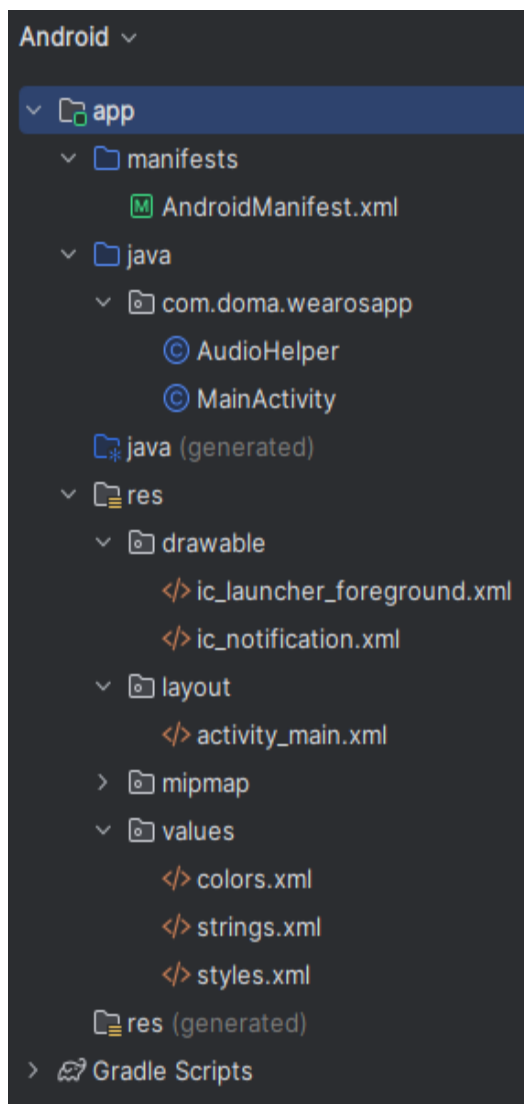 Android
app
manifests
AndroidManifest.xml
java
com.doma.wearosapp
AudioHelper
MainActivity
java (generated)
res
drawable
ic_launcher_foreground.xml
ic_notification.xml
layout
activity_main.xml
mipmap
values
colors.xml
strings.xml
styles.xml
res (generated)
Gradle Scripts